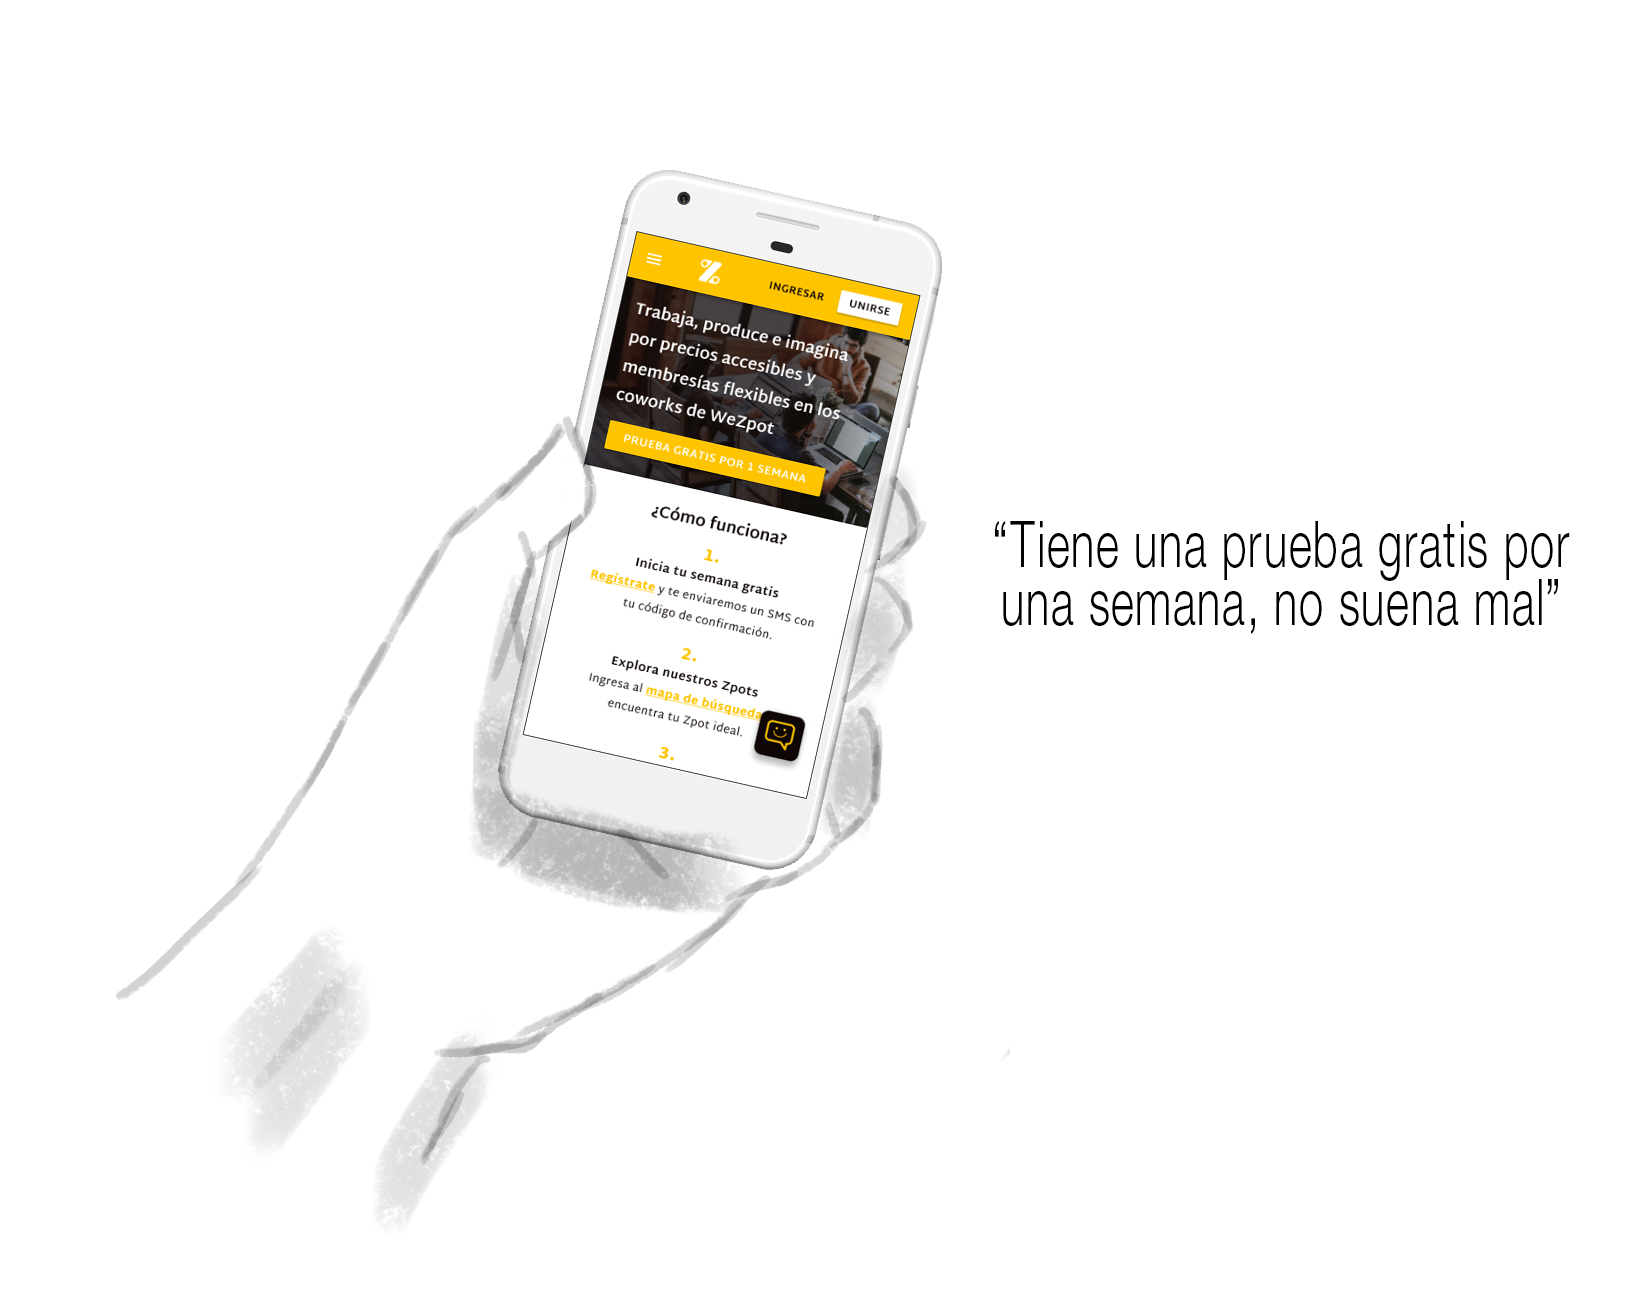 INGRESAR
UNIRSE
Trabaja, produce e imagina
por precios accesibles y
membresías flexibles en los
coworks de WeZpot
PRUEBA GRATIS POR 1 SEMANA
¿Cómo funciona?
1.
Inicia tu semana gratis
Regístrate y te enviaremos un SMS con
tu código de confirmación.
2.
Explora nuestros Zpots
Ingresa al mapa de búsqueda
encuentra tu Zpot ideal.
3.
“Tiene una prueba gratis por
una semana, no suena mal”